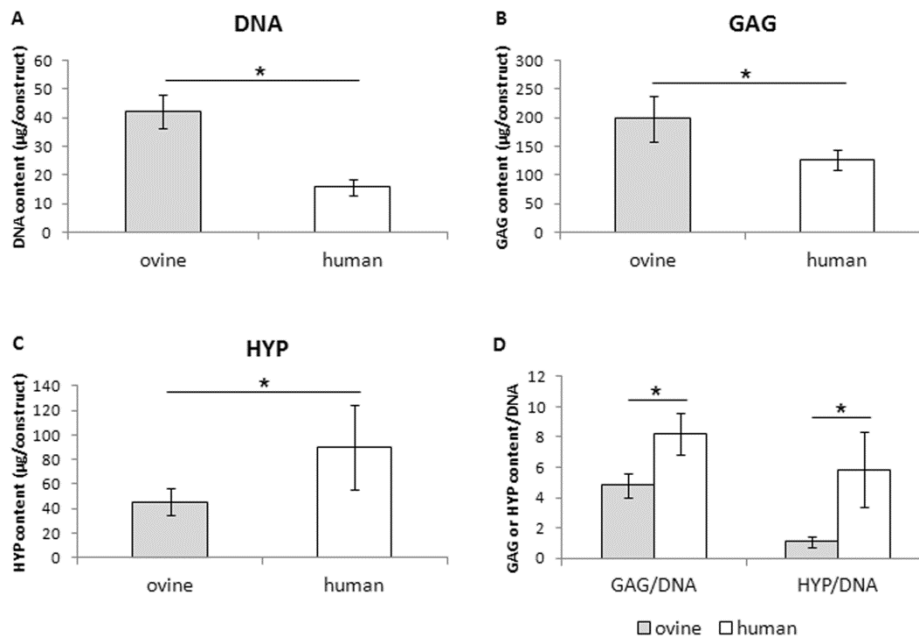 A
DNA
DNA content (µg/construct)
60
50
40
30
20
10
0
*
ovine
human
B
GAG
GAG content (µg/construct)
300
250
200
150
100
50
0
*
ovine
human
C
HYP
HYP content (µg/construct)
140
120
100
80
60
40
20
0
*
ovine
human
D
GAG or HYP content/DNA
12
10
8
6
4
2
0
*
*
GAG/DNA
HYP/DNA
ovine
human